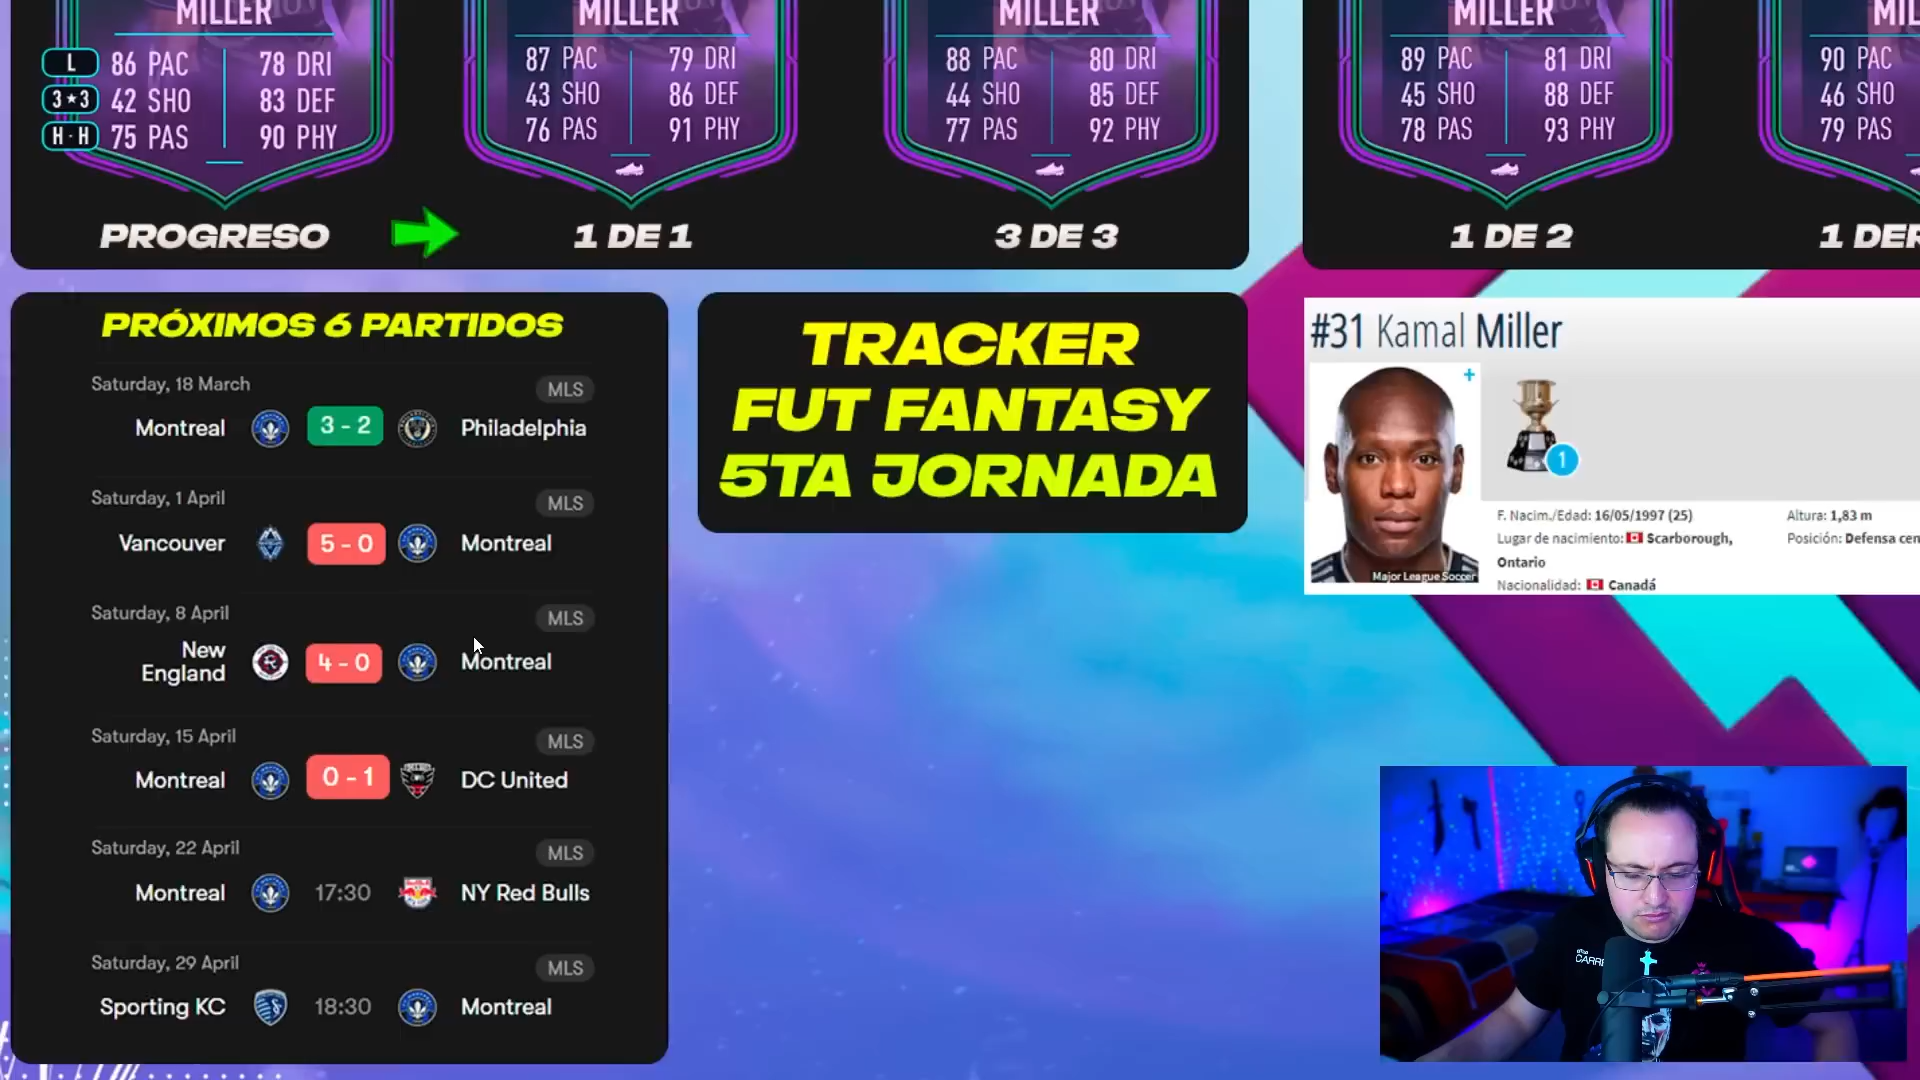 MILLER
L
3★3
H·H
86 PAC
42 SHO
75 PAS
78 DRI
83 DEF
90 PHY
MILLER
87 PAC
43 SHO
76 PAS
79 DRI
86 DEF
91 PHY
MILLER
88 PAC
44 SHO
77 PAS
80 DRI
85 DEF
92 PHY
MILLER
89 PAC
45 SHO
78 PAS
81 DRI
88 DEF
93 PHY
MIL
90 PAC
46 SHO
79 PAS
PROGRESO
1 DE 1
3 DE 3
1 DE 2
1 DER
PRÓXIMOS 6 PARTIDOS
Saturday, 18 March
MLS
Montreal 3 - 2 Philadelphia
Saturday, 1 April
MLS
Vancouver 5 - 0 Montreal
Saturday, 8 April
MLS
New
England 4 - 0 Montreal
Saturday, 15 April
MLS
Montreal 0 - 1 DC United
Saturday, 22 April
MLS
Montreal 17:30 NY Red Bulls
Saturday, 29 April
MLS
Sporting KC 18:30 Montreal
TRACKER
FUT FANTASY
5TA JORNADA
#31 Kamal Miller
1
Major League Soccer
F. Nacim./Edad: 16/05/1997 (25)
Lugar de nacimiento: Scarborough,
Ontario
Nacionalidad: Canadá
Altura: 1,83 m
Posición: Defensa cen